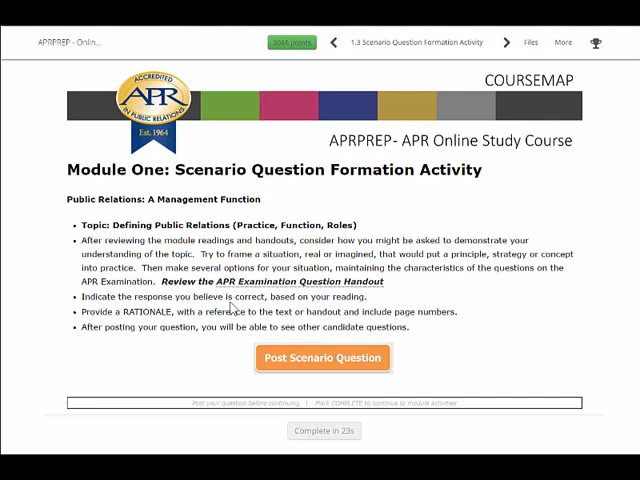 APRPREP - Onlin...
2085 points
1.3 Scenario Question Formation Activity
Files
More
ACCREDITED
APR
IN PUBLIC RELATIONS
Est. 1964
COURSEMAP
APRPREP- APR Online Study Course
Module One: Scenario Question Formation Activity
Public Relations: A Management Function
• Topic: Defining Public Relations (Practice, Function, Roles)
• After reviewing the module readings and handouts, consider how you might be asked to demonstrate your
understanding of the topic. Try to frame a situation, real or imagined, that would put a principle, strategy or concept
into practice. Then make several options for your situation, maintaining the characteristics of the questions on the
APR Examination. Review the APR Examination Question Handout
• Indicate the response you believe is correct, based on your reading.
• Provide a RATIONALE, with a reference to the text or handout and include page numbers.
• After posting your question, you will be able to see other candidate questions.
Post Scenario Question
Post your question before continuing | Mark COMPLETE to continue to module activities
Complete in 23s